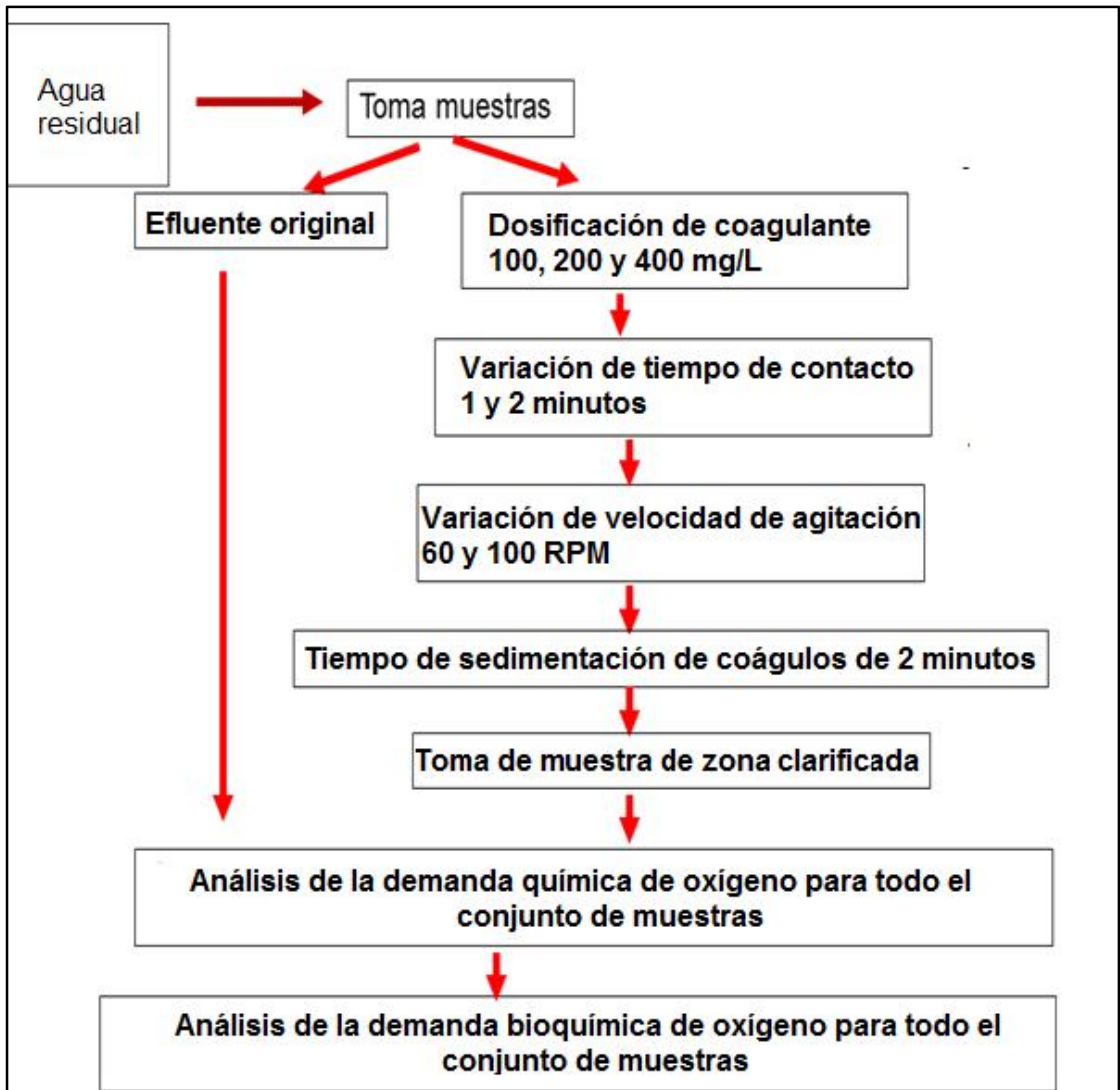 Agua
residual
Toma muestras
Efluente original
Dosificación de coagulante
100, 200 y 400 mg/L
Variación de tiempo de contacto
1 y 2 minutos
Variación de velocidad de agitación
60 y 100 RPM
Tiempo de sedimentación de coágulos de 2 minutos
Toma de muestra de zona clarificada
Análisis de la demanda química de oxígeno para todo el
conjunto de muestras
Análisis de la demanda bioquímica de oxígeno para todo el
conjunto de muestras